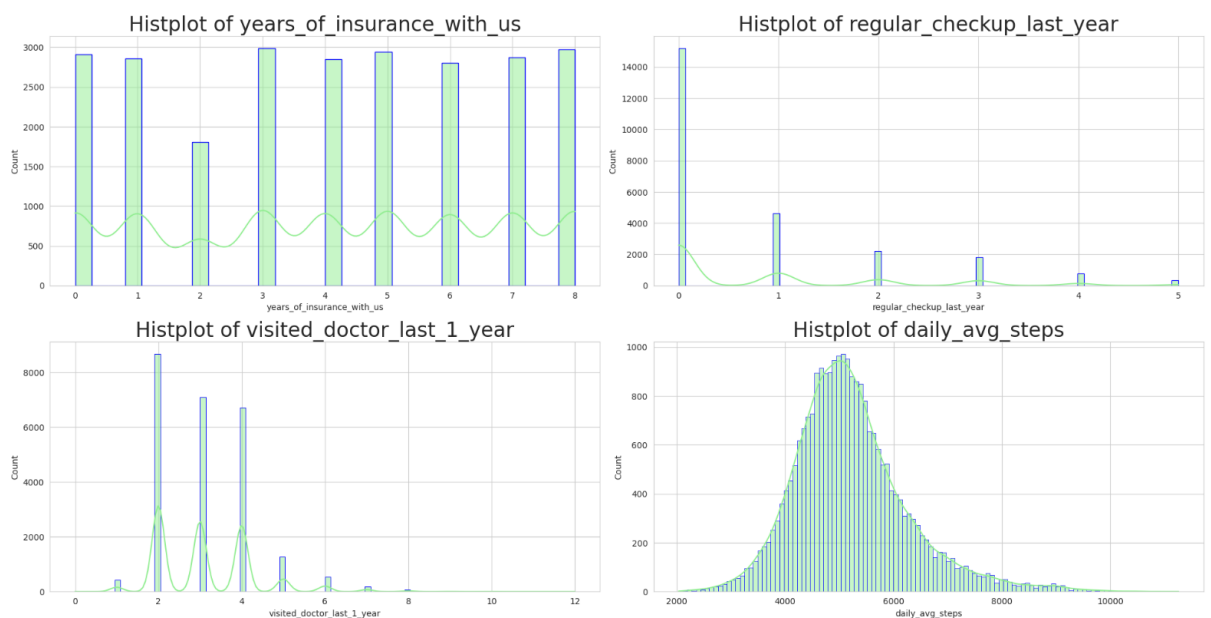 Histplot of years_of_insurance_with_us
3000
2500
2000
1500
1000
500
0
Count
0 1 2 3 4 5 6 7 8
years_of_insurance_with_us
Histplot of regular_checkup_last_year
14000
12000
10000
8000
6000
4000
2000
0
Count
0 1 2 3 4 5
regular_checkup_last_year
Histplot of visited_doctor_last_1_year
8000
6000
4000
2000
0
Count
0 2 4 6 8 10 12
visited_doctor_last_1_year
Histplot of daily_avg_steps
1000
800
600
400
200
0
Count
2000 4000 6000 8000 10000
daily_avg_steps